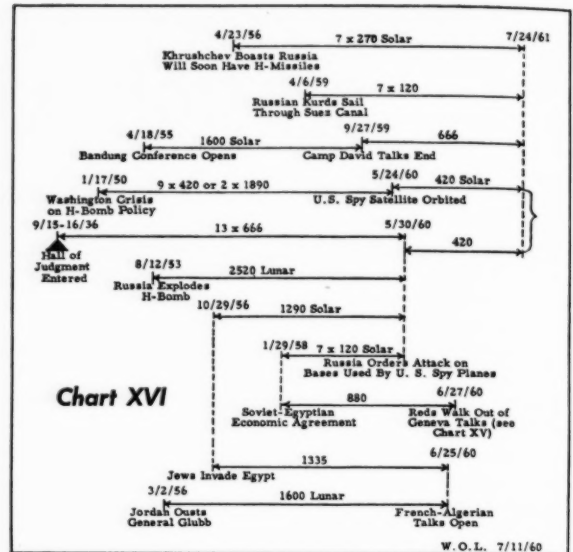 4/23/56 7 x 270 Solar 7/24/61
Khrushchev Boasts Russia
Will Soon Have H-Missiles
4/6/59 7 x 120
Russian Kurds Sail
Through Suez Canal
4/18/55 1600 Solar 9/27/59 666
Bandung Conference Opens Camp David Talks End
1/17/50 9 x 420 or 2 x 1890 5/24/60 420 Solar
Washington Crisis
on H-Bomb Policy
U.S. Spy Satellite Orbited
9/15-16/36 13 x 666 5/30/60
420
Hall of
Judgment
Entered
8/12/53 2520 Lunar
Russia Explodes
H-Bomb
10/29/56 1290 Solar
1/29/58 7 x 120 Solar
Russia Orders Attack on
Bases Used By U. S. Spy Planes
Chart XVI
880 6/27/60
Soviet-Egyptian
Economic Agreement
Reds Walk Out of
Geneva Talks (see
Chart XV)
1335 6/25/60
Jews Invade Egypt
3/2/56 1600 Lunar
Jordan Ousts
General Glubb
French-Algerian
Talks Open
W.O.L. 7/11/60